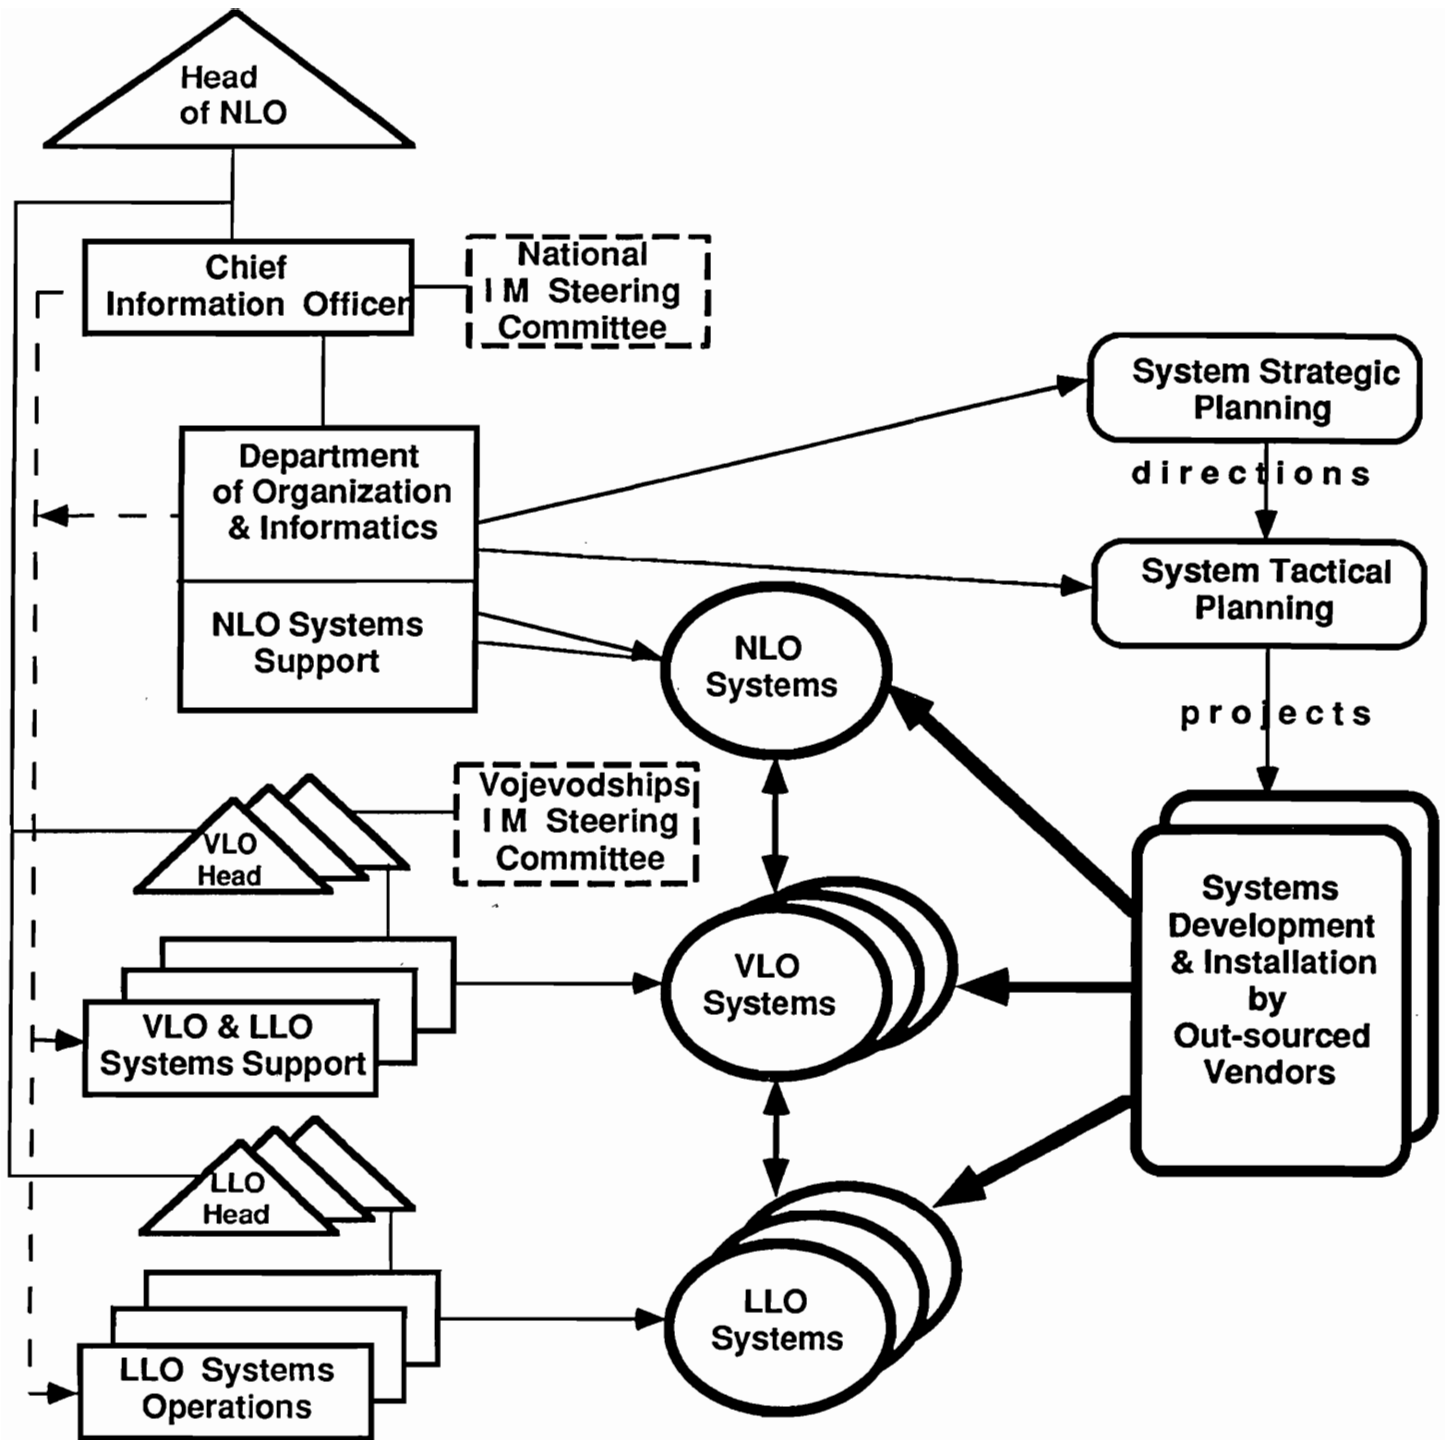 Head
of NLO
Chief
Information Officer
National
I M Steering
Committee
System Strategic
Planning
directions
Department
of Organization
& Informatics
System Tactical
Planning
NLO Systems
Support
NLO
Systems
projects
Vojevodships
I M Steering
Committee
VLO
Head
Systems
Development
& Installation
by
Out-sourced
Vendors
VLO
Systems
VLO & LLO
Systems Support
LLO
Head
LLO
Systems
LLO Systems
Operations